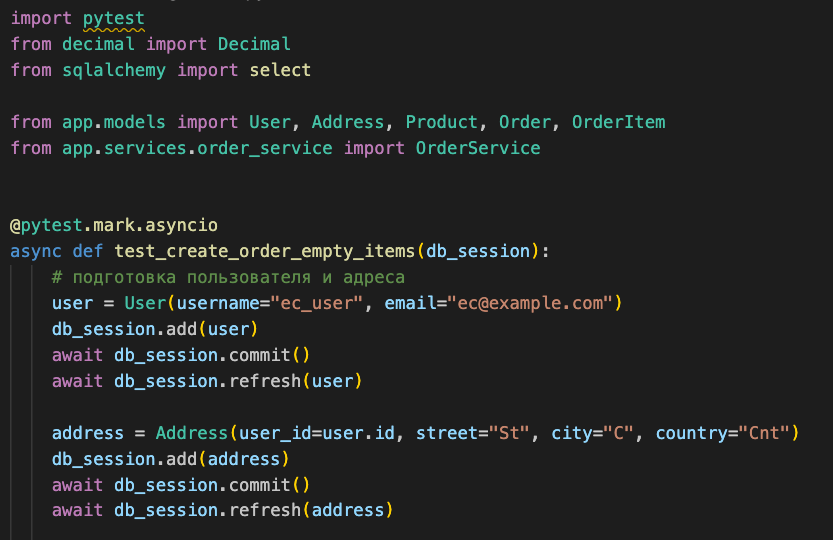 import pytest
from decimal import Decimal
from sqlalchemy import select
from app.models import User, Address, Product, Order, OrderItem
from app.services.order_service import OrderService
@pytest.mark.asyncio
async def test_create_order_empty_items(db_session):
# подготовка пользователя и адреса
user = User(username="ec_user", email="ec@example.com")
db_session.add(user)
await db_session.commit()
await db_session.refresh(user)
address = Address(user_id=user.id, street="St", city="C", country="Cnt")
db_session.add(address)
await db_session.commit()
await db_session.refresh(address)